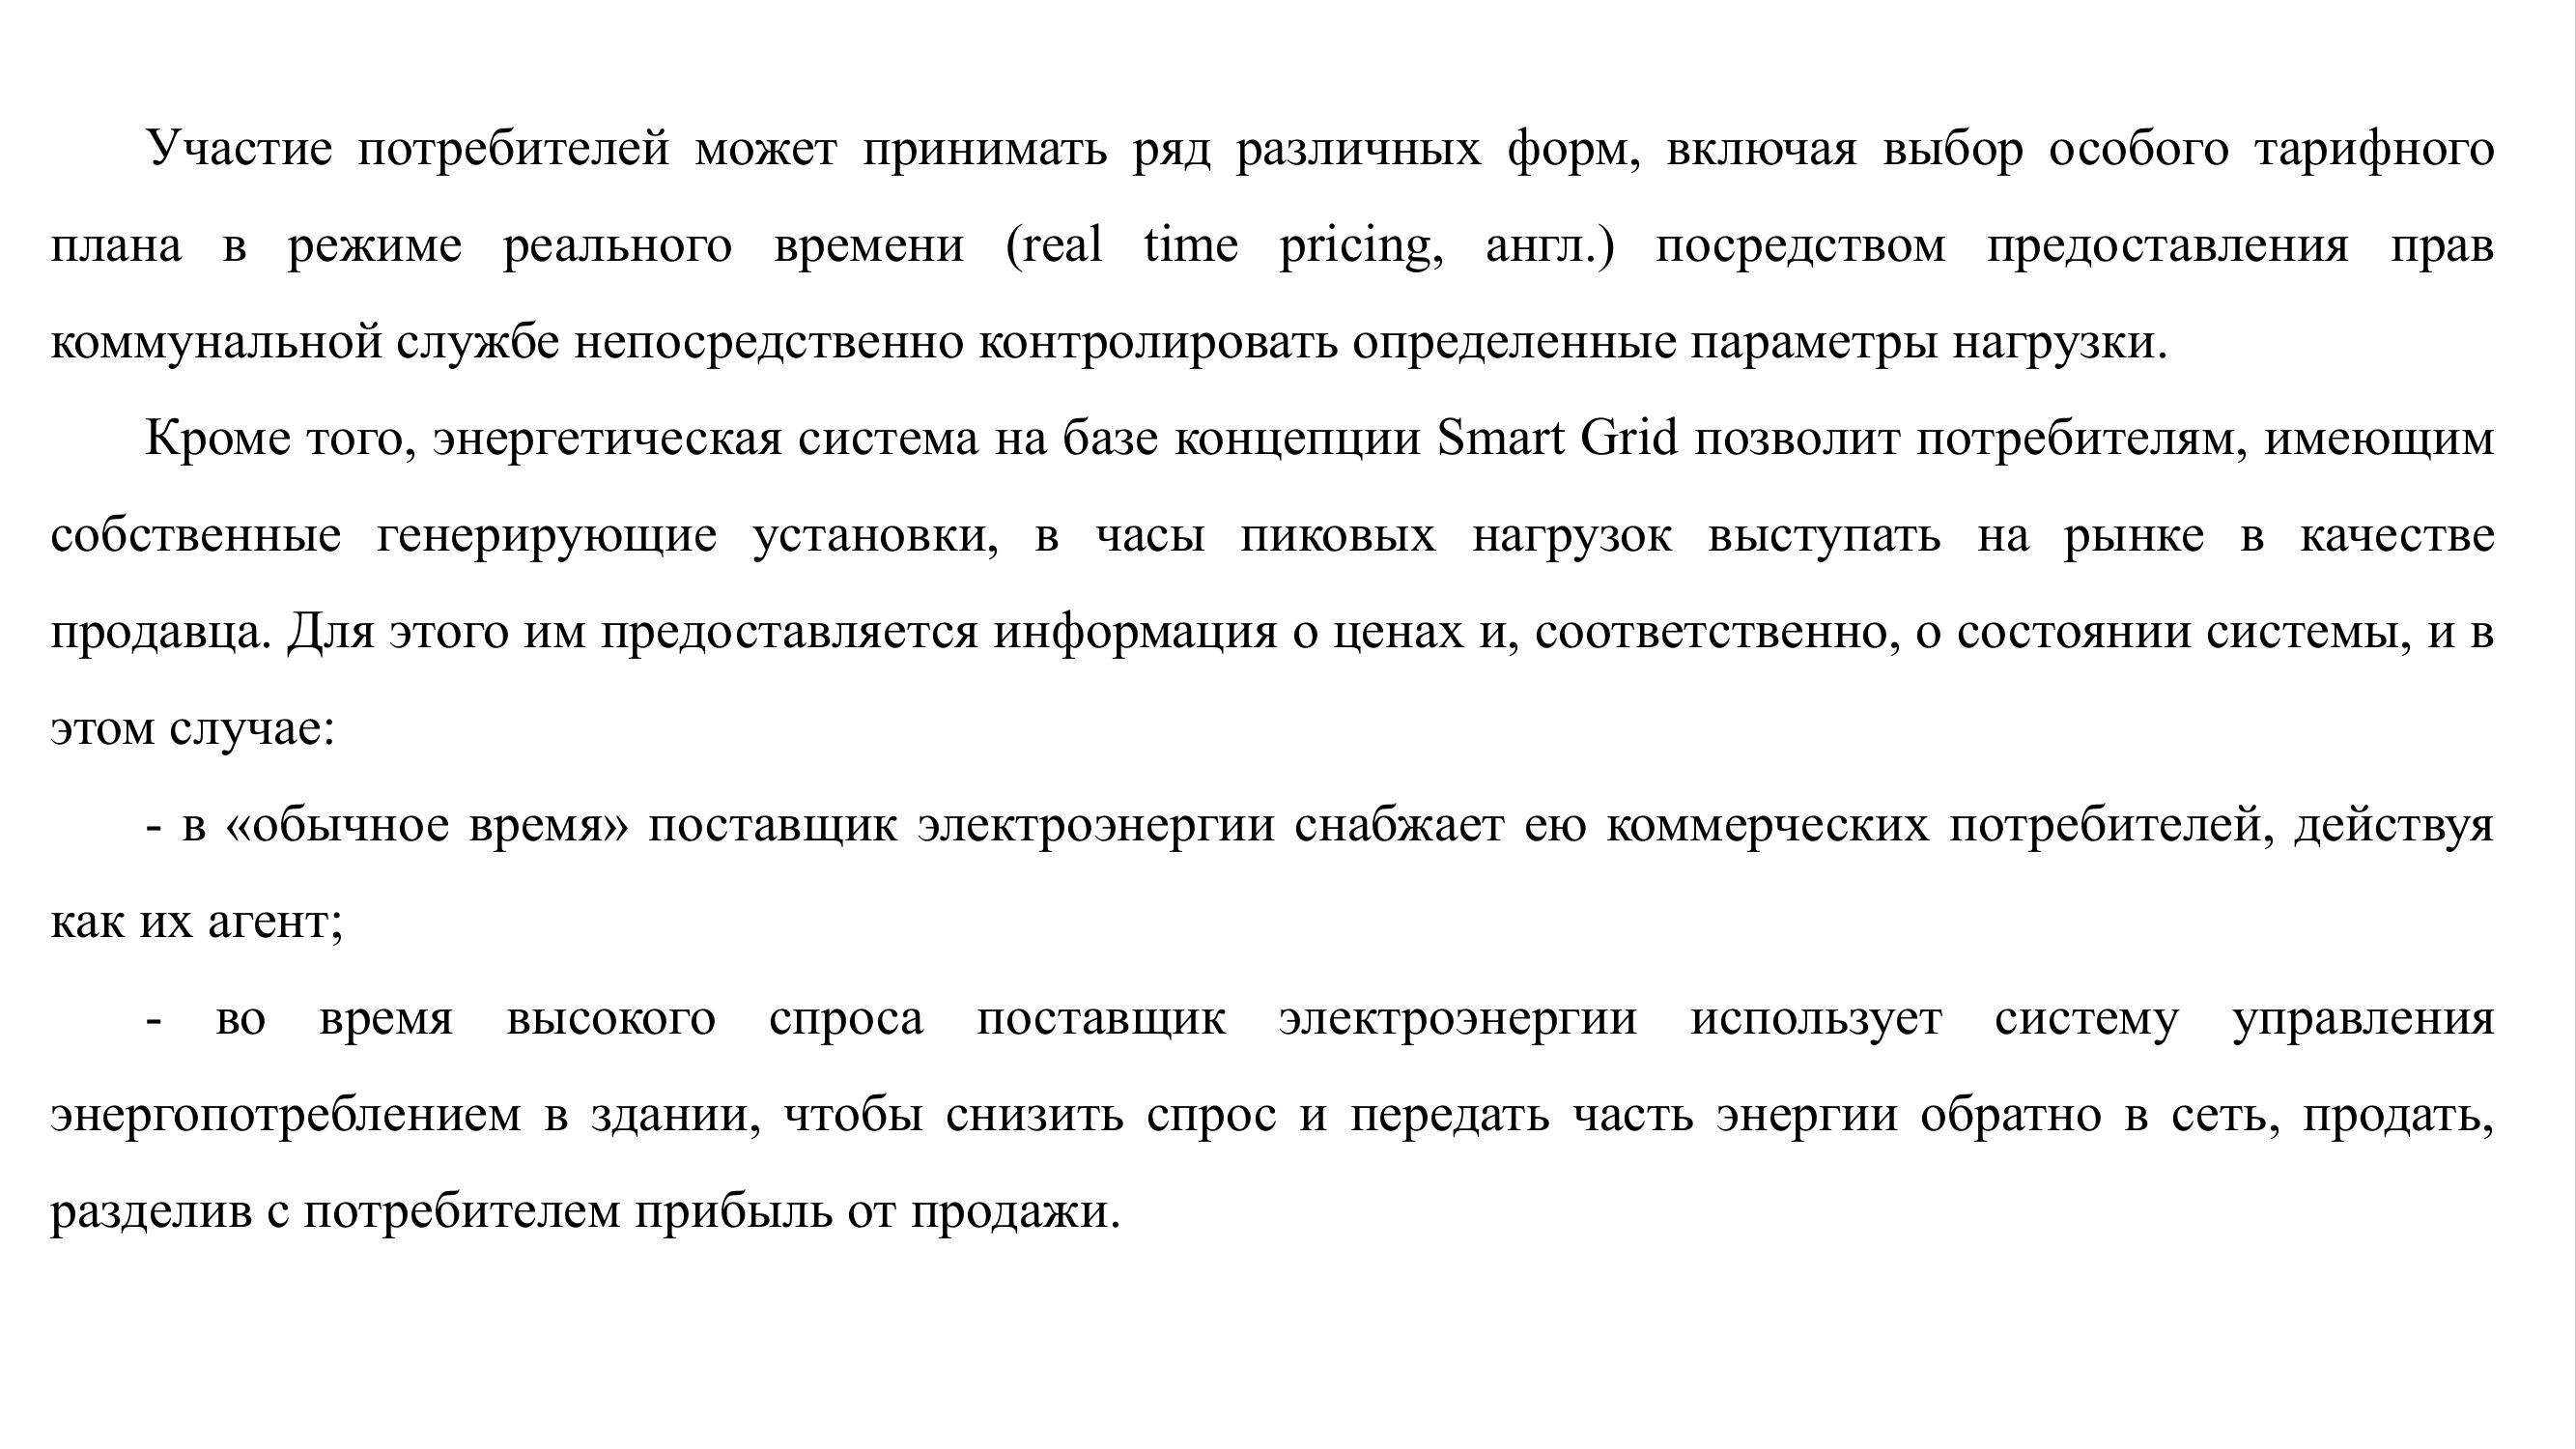 Участие потребителей может принимать ряд различных форм, включая выбор особого тарифного
плана в режиме реального времени (real time pricing, англ.) посредством предоставления прав
коммунальной службе непосредственно контролировать определенные параметры нагрузки.
Кроме того, энергетическая система на базе концепции Smart Grid позволит потребителям, имеющим
собственные генерирующие установки, в часы пиковых нагрузок выступать на рынке в качестве
продавца. Для этого им предоставляется информация о ценах и, соответственно, о состоянии системы, и в
этом случае:
- в «обычное время» поставщик электроэнергии снабжает ею коммерческих потребителей, действуя
как их агент;
- во время высокого спроса поставщик электроэнергии использует систему управления
энергопотреблением в здании, чтобы снизить спрос и передать часть энергии обратно в сеть, продать,
разделив с потребителем прибыль от продажи.